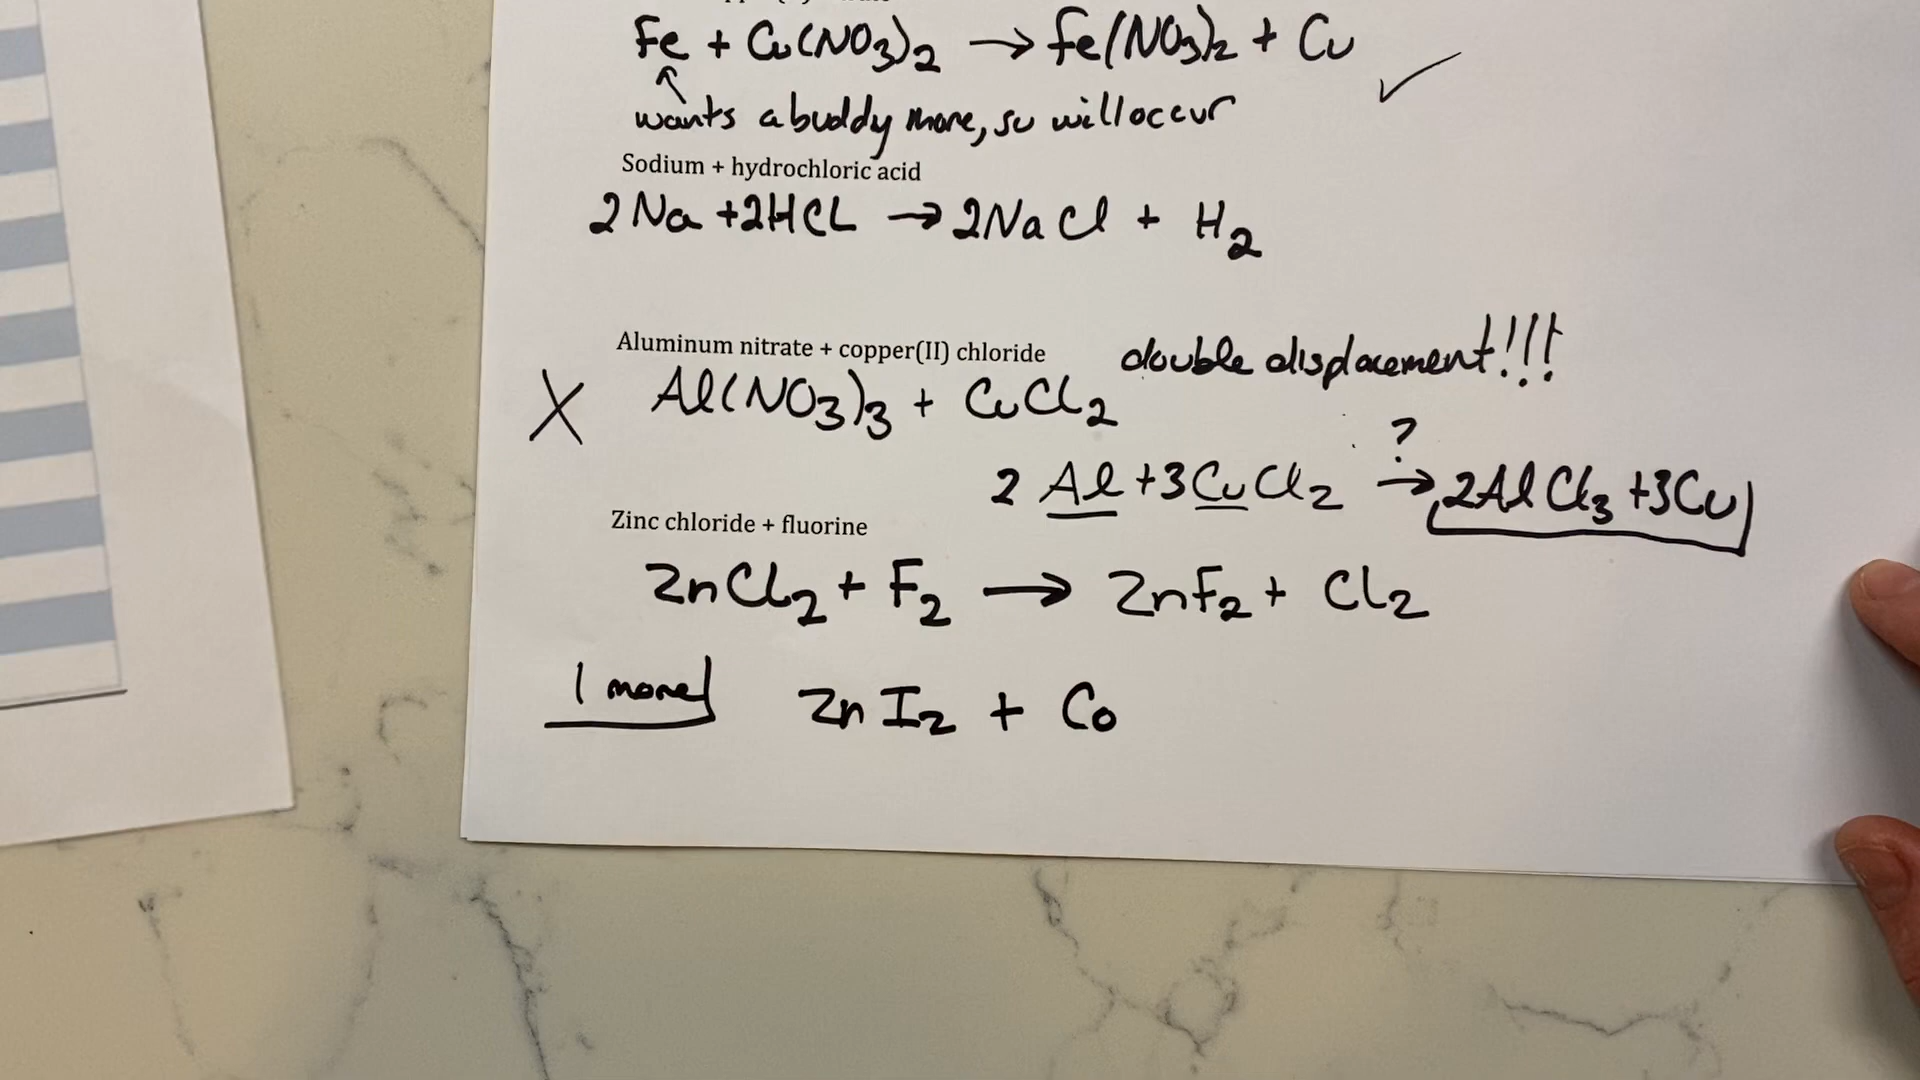 Fe + Cu(NO3)2 → Fe(NO3)2 + Cu ✓
↑
wants a buddy more, so will occur
Sodium + hydrochloric acid
2Na + 2HCL → 2NaCl + H2
Aluminum nitrate + copper(II) chloride
double displacement!!!
X Al(NO3)3 + CuCl2
?
2 Al + 3CuCl2 → 2AlCl3 + 3Cu
Zinc chloride + fluorine
ZnCl2 + F2 → ZnF2 + Cl2
1 more ZnI2 + Co